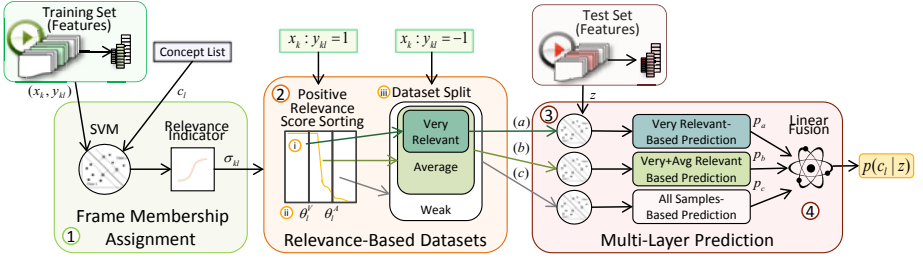 Training Set
(Features)
Concept List
(x_k, y_kl)
c_l
SVM
Relevance
Indicator
σ_kl
① Frame Membership
Assignment
x_k : y_kl = 1
x_k : y_kl = −1
② Positive
Relevance
Score Sorting
i
ii
θ_l^V
θ_l^A
iii Dataset Split
Very
Relevant
Average
Weak
Relevance-Based Datasets
Test Set
(Features)
z
(a)
(b)
(c)
③
Very Relevant-
Based Prediction
Very+Avg Relevant
Based Prediction
All Samples-
Based Prediction
p_a
p_b
p_c
Linear
Fusion
④
Multi-Layer Prediction
p(c_l | z)